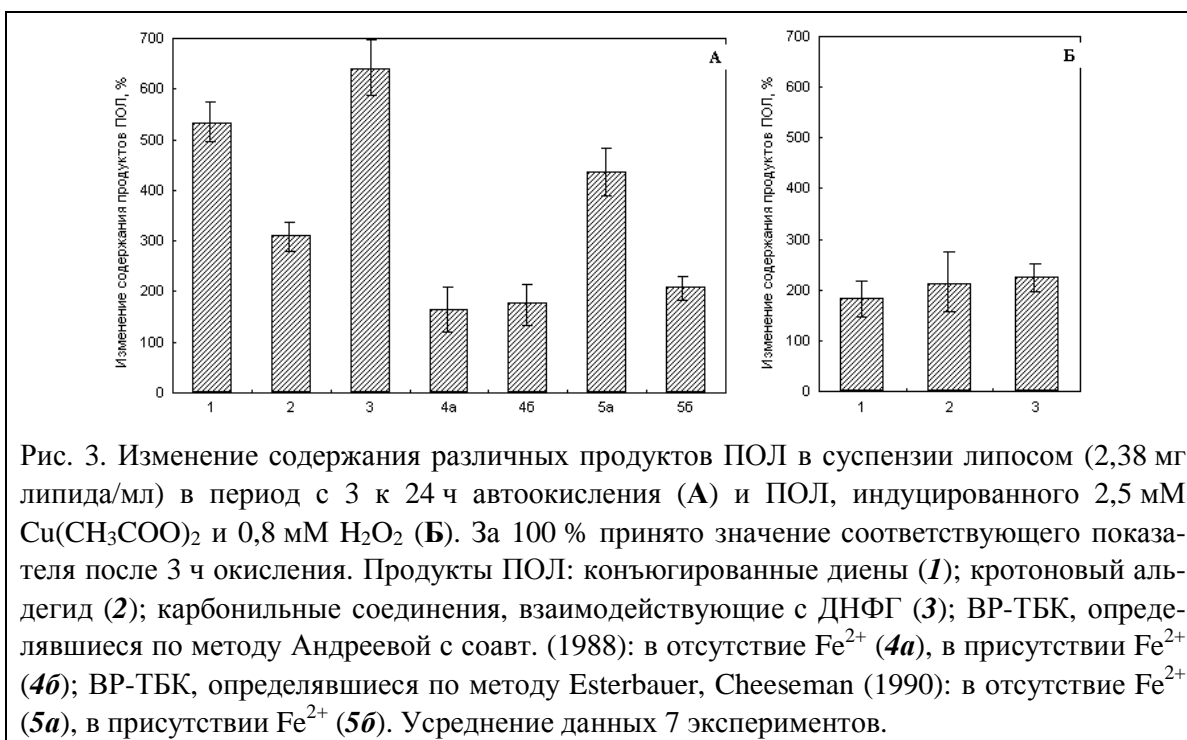 Изменение содержания продуктов ПОЛ, %
700
600
500
400
300
200
100
0
А
1 2 3 4а 4б 5а 5б
Изменение содержания продуктов ПОЛ, %
700
600
500
400
300
200
100
0
Б
1 2 3
Рис. 3. Изменение содержания различных продуктов ПОЛ в суспензии липосом (2,38 мг
липида/мл) в период с 3 к 24 ч автоокисления (А) и ПОЛ, индуцированного 2,5 мМ
Cu(CH₃COO)₂ и 0,8 мМ H₂O₂ (Б). За 100 % принято значение соответствующего показа-
теля после 3 ч окисления. Продукты ПОЛ: конъюгированные диены (1); кротоновый аль-
дегид (2); карбонильные соединения, взаимодействующие с ДНФГ (3); ВР-ТБК, опреде-
лявшиеся по методу Андреевой с соавт. (1988): в отсутствие Fe²⁺ (4а), в присутствии Fe²⁺
(4б); ВР-ТБК, определявшиеся по методу Esterbauer, Cheeseman (1990): в отсутствие Fe²⁺
(5а), в присутствии Fe²⁺ (5б). Усреднение данных 7 экспериментов.